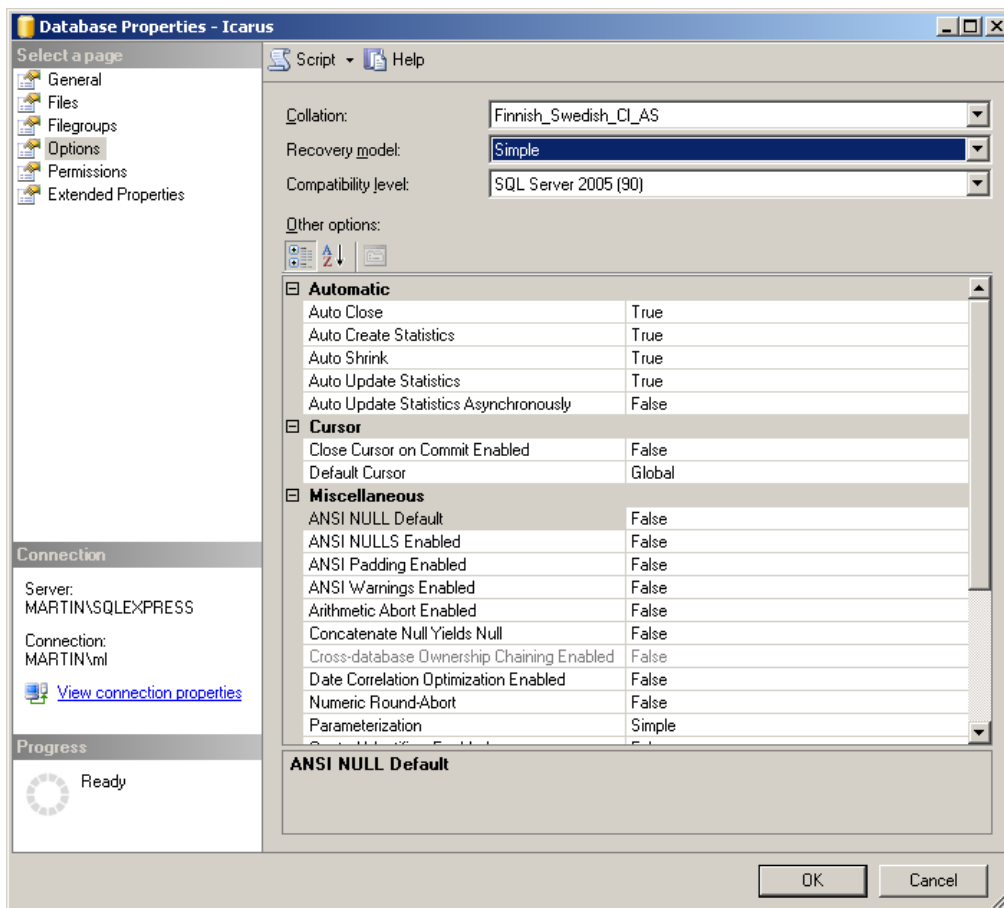 Database Properties - Icarus
Select a page
General
Files
Filegroups
Options
Permissions
Extended Properties
Script Help
Collation: Finnish_Swedish_CI_AS
Recovery model: Simple
Compatibility level: SQL Server 2005 (90)
Other options:
Automatic
Auto Close True
Auto Create Statistics True
Auto Shrink True
Auto Update Statistics True
Auto Update Statistics Asynchronously False
Cursor
Close Cursor on Commit Enabled False
Default Cursor Global
Miscellaneous
ANSI NULL Default False
ANSI NULLS Enabled False
ANSI Padding Enabled False
ANSI Warnings Enabled False
Arithmetic Abort Enabled False
Concatenate Null Yields Null False
Cross-database Ownership Chaining Enabled False
Date Correlation Optimization Enabled False
Numeric Round-Abort False
Parameterization Simple
ANSI NULL Default
Connection
Server:
MARTIN\SQLEXPRESS
Connection:
MARTIN\ml
View connection properties
Progress
Ready
OK Cancel